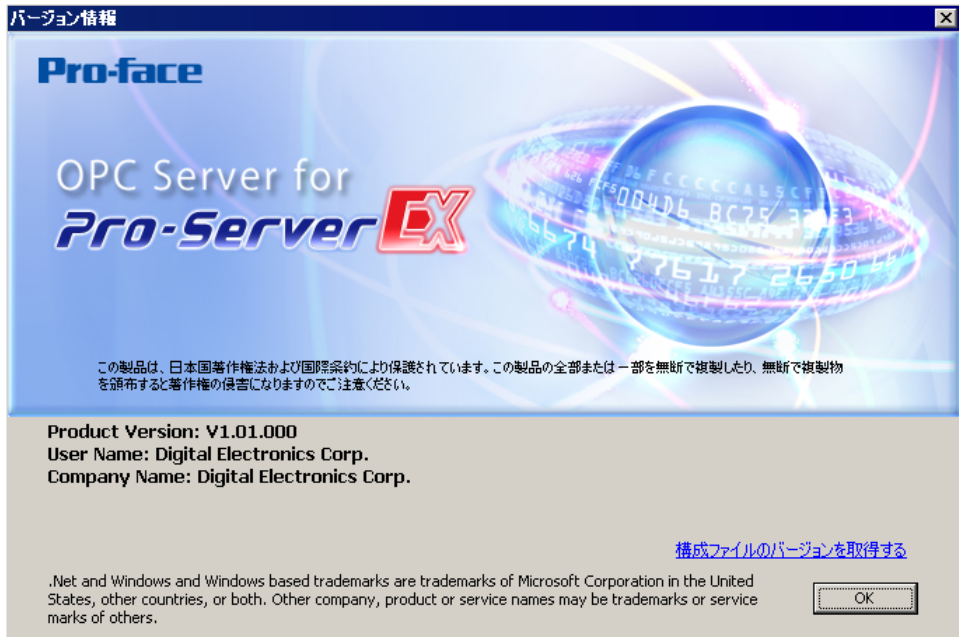 バージョン情報
Pro-face
OPC Server for
Pro-Server EX
この製品は、日本国著作権法および国際条約により保護されています。この製品の全部または一部を無断で複製したり、無断で複製物
を頒布すると著作権の侵害になりますのでご注意ください。
Product Version: V1.01.000
User Name: Digital Electronics Corp.
Company Name: Digital Electronics Corp.
構成ファイルのバージョンを取得する
.Net and Windows and Windows based trademarks are trademarks of Microsoft Corporation in the United
States, other countries, or both. Other company, product or service names may be trademarks or service
marks of others.
OK